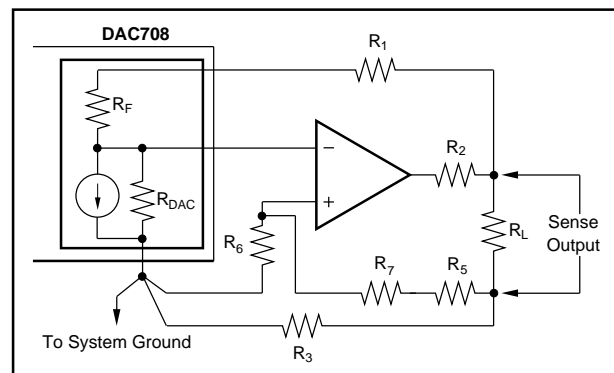 DAC708
R1
RF
R2
−
+
RDAC
RL
Sense
Output
R6
R7
R5
To System Ground
R3